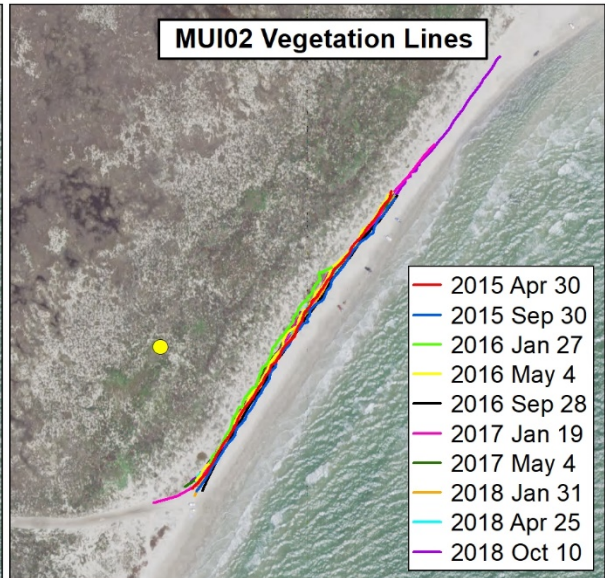 MUI02 Vegetation Lines
2015 Apr 30
2015 Sep 30
2016 Jan 27
2016 May 4
2016 Sep 28
2017 Jan 19
2017 May 4
2018 Jan 31
2018 Apr 25
2018 Oct 10